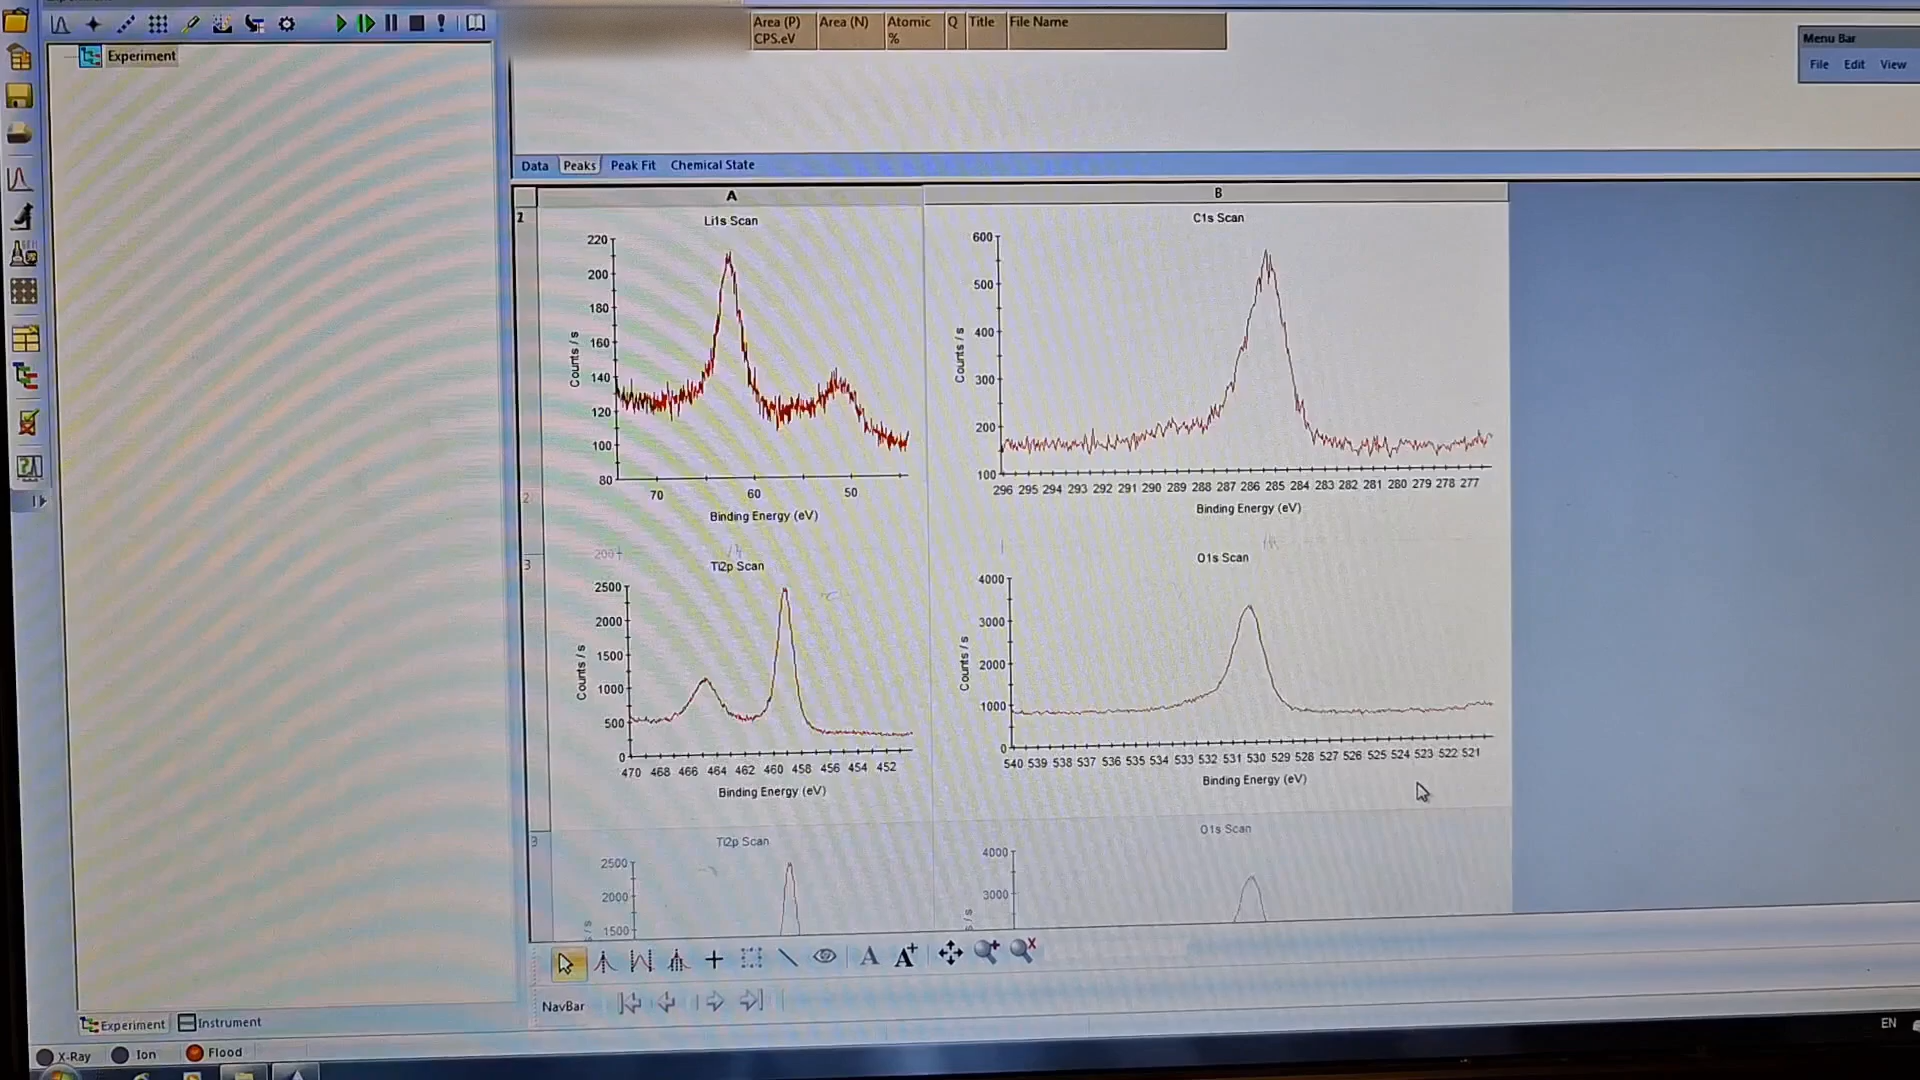 Area (P) CPS.eV Area (N) Atomic % Q Title File Name
Menu Bar
File Edit View
Experiment
Data Peaks Peak Fit Chemical State
A B
1
Li1s Scan
220
200
180
160
140
120
100
80
70 60 50
Counts / s
Binding Energy (eV)
C1s Scan
600
500
400
300
200
100
296 295 294 293 292 291 290 289 288 287 286 285 284 283 282 281 280 279 278 277
Counts / s
Binding Energy (eV)
2
200
3
Ti2p Scan
2500
2000
1500
1000
500
0
470 468 466 464 462 460 458 456 454 452
Counts / s
Binding Energy (eV)
O1s Scan
4000
3000
2000
1000
0
540 539 538 537 536 535 534 533 532 531 530 529 528 527 526 525 524 523 522 521
Counts / s
Binding Energy (eV)
3
Ti2p Scan
2500
2000
1500
O1s Scan
4000
3000
NavBar
Experiment Instrument
X-Ray Ion Flood
EN